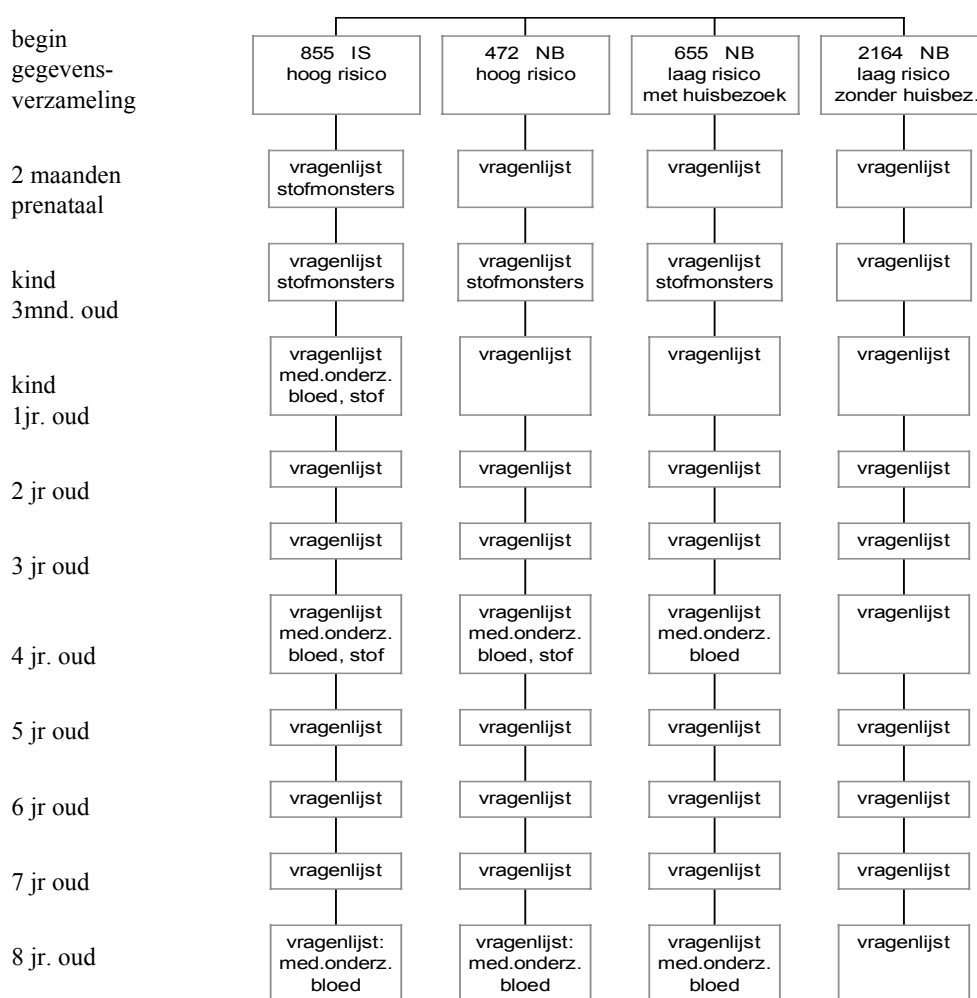 begin
gegevens-
verzameling
855 IS
hoog risico
472 NB
hoog risico
655 NB
laag risico
met huisbezoek
2164 NB
laag risico
zonder huisbez.
2 maanden
prenataal
vragenlijst
stofmonsters
vragenlijst
vragenlijst
vragenlijst
kind
3mnd. oud
vragenlijst
stofmonsters
vragenlijst
stofmonsters
vragenlijst
stofmonsters
vragenlijst
kind
1jr. oud
vragenlijst
med.onderz.
bloed, stof
vragenlijst
vragenlijst
vragenlijst
2 jr oud
vragenlijst
vragenlijst
vragenlijst
vragenlijst
3 jr oud
vragenlijst
vragenlijst
vragenlijst
vragenlijst
4 jr. oud
vragenlijst
med.onderz.
bloed, stof
vragenlijst
med.onderz.
bloed, stof
vragenlijst
med.onderz.
bloed
vragenlijst
5 jr oud
vragenlijst
vragenlijst
vragenlijst
vragenlijst
6 jr oud
vragenlijst
vragenlijst
vragenlijst
vragenlijst
7 jr oud
vragenlijst
vragenlijst
vragenlijst
vragenlijst
8 jr. oud
vragenlijst:
med.onderz.
bloed
vragenlijst:
med.onderz.
bloed
vragenlijst
med.onderz.
bloed
vragenlijst